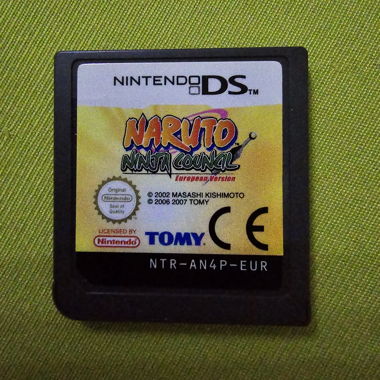 NINTENDO DS™
NARUTO
NINJA COUNCIL
European Version
Original
Nintendo
Seal of
Quality
© 2002 MASASHI KISHIMOTO
© 2006 2007 TOMY
LICENSED BY
Nintendo
TOMY
CE
NTR-AN4P-EUR